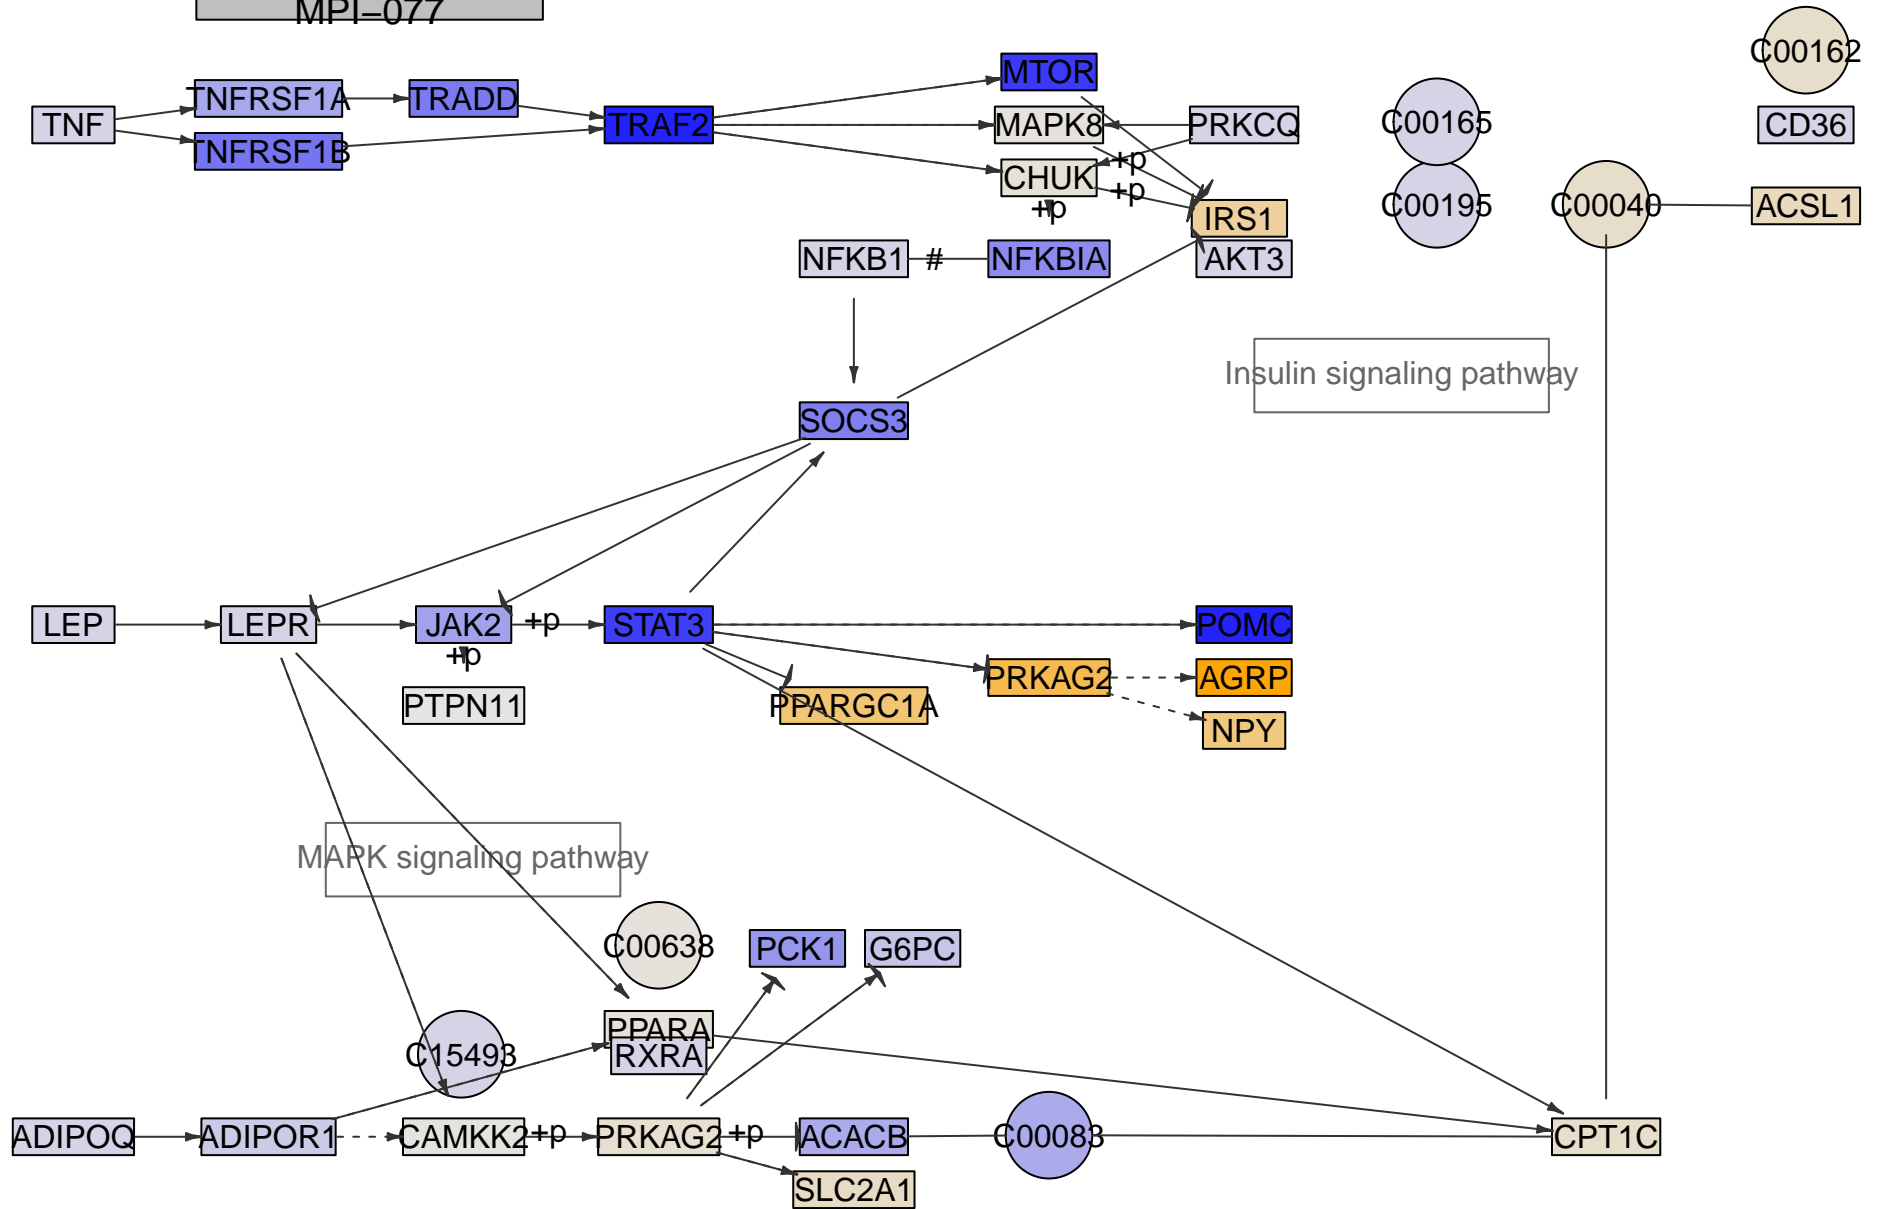 MPI−077
C00162
MTOR
TNFRSF1A
TRADD
TNF
TRAF2
MAPK8
PRKCQ
C00165
CD36
TNFRSF1B
+p
CHUK
+p
+p
IRS1
C00195
C00040
ACSL1
NFKB1
#
NFKBIA
AKT3
Insulin signaling pathway
SOCS3
LEP
LEPR
JAK2
+p
STAT3
POMC
+p
PRKAG2
AGRP
PTPN11
PPARGC1A
NPY
MAPK signaling pathway
C00638
PCK1
G6PC
PPARA
C15493
RXRA
ADIPOQ
ADIPOR1
CAMKK2
+p
PRKAG2
+p
ACACB
C00083
CPT1C
SLC2A1